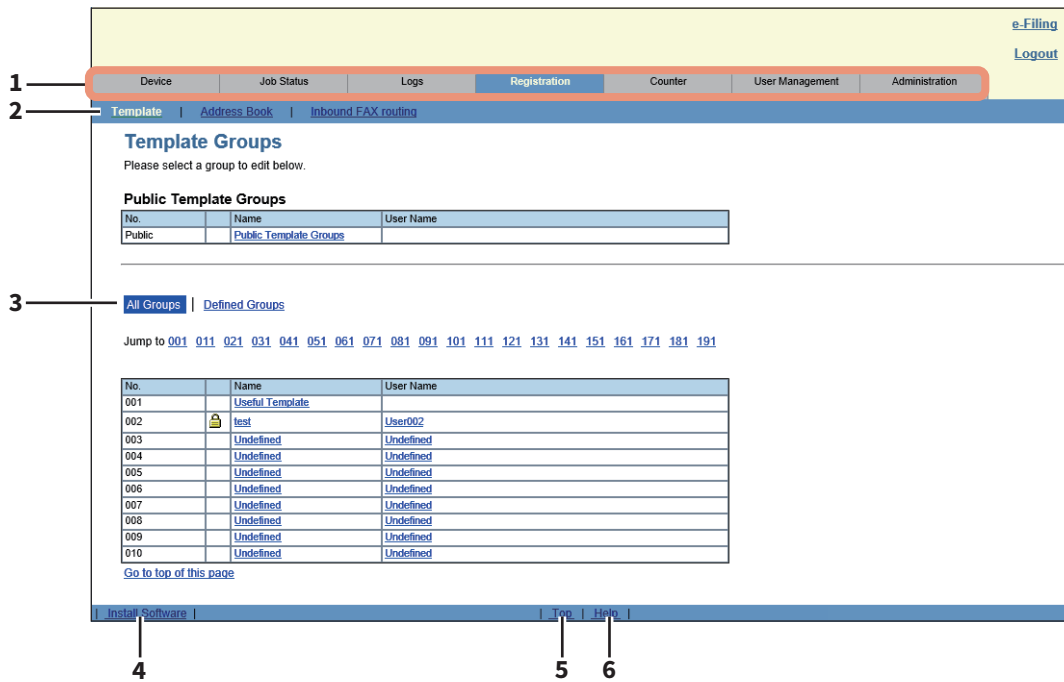 e-Filing
Logout
1
Device Job Status Logs Registration Counter User Management Administration
2
Template | Address Book | Inbound FAX routing
Template Groups
Please select a group to edit below.
Public Template Groups
No. Name User Name
Public Public Template Groups
3
All Groups | Defined Groups
Jump to 001 011 021 031 041 051 061 071 081 091 101 111 121 131 141 151 161 171 181 191
No. Name User Name
001 Useful Template
002 test User002
003 Undefined Undefined
004 Undefined Undefined
005 Undefined Undefined
006 Undefined Undefined
007 Undefined Undefined
008 Undefined Undefined
009 Undefined Undefined
010 Undefined Undefined
Go to top of this page
| Install Software | | Top | Help |
4 5 6